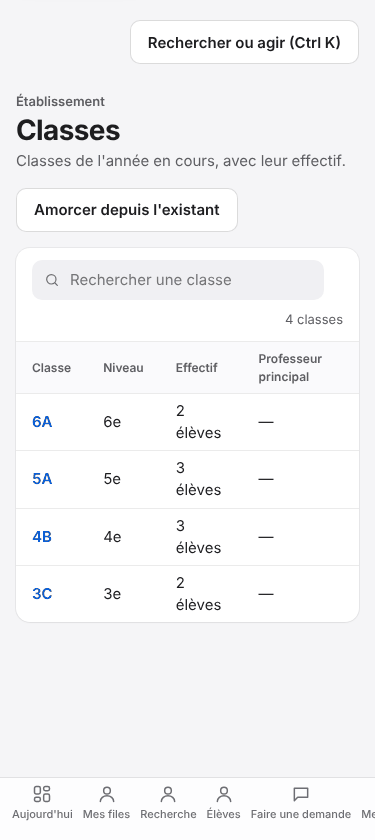 Rechercher ou agir (Ctrl K)
Établissement
Classes
Classes de l'année en cours, avec leur effectif.
Amorcer depuis l'existant
Rechercher une classe
4 classes
Classe Niveau Effectif Professeur principal
6A 6e 2 élèves —
5A 5e 3 élèves —
4B 4e 3 élèves —
3C 3e 2 élèves —
Aujourd'hui Mes files Recherche Élèves Faire une demande